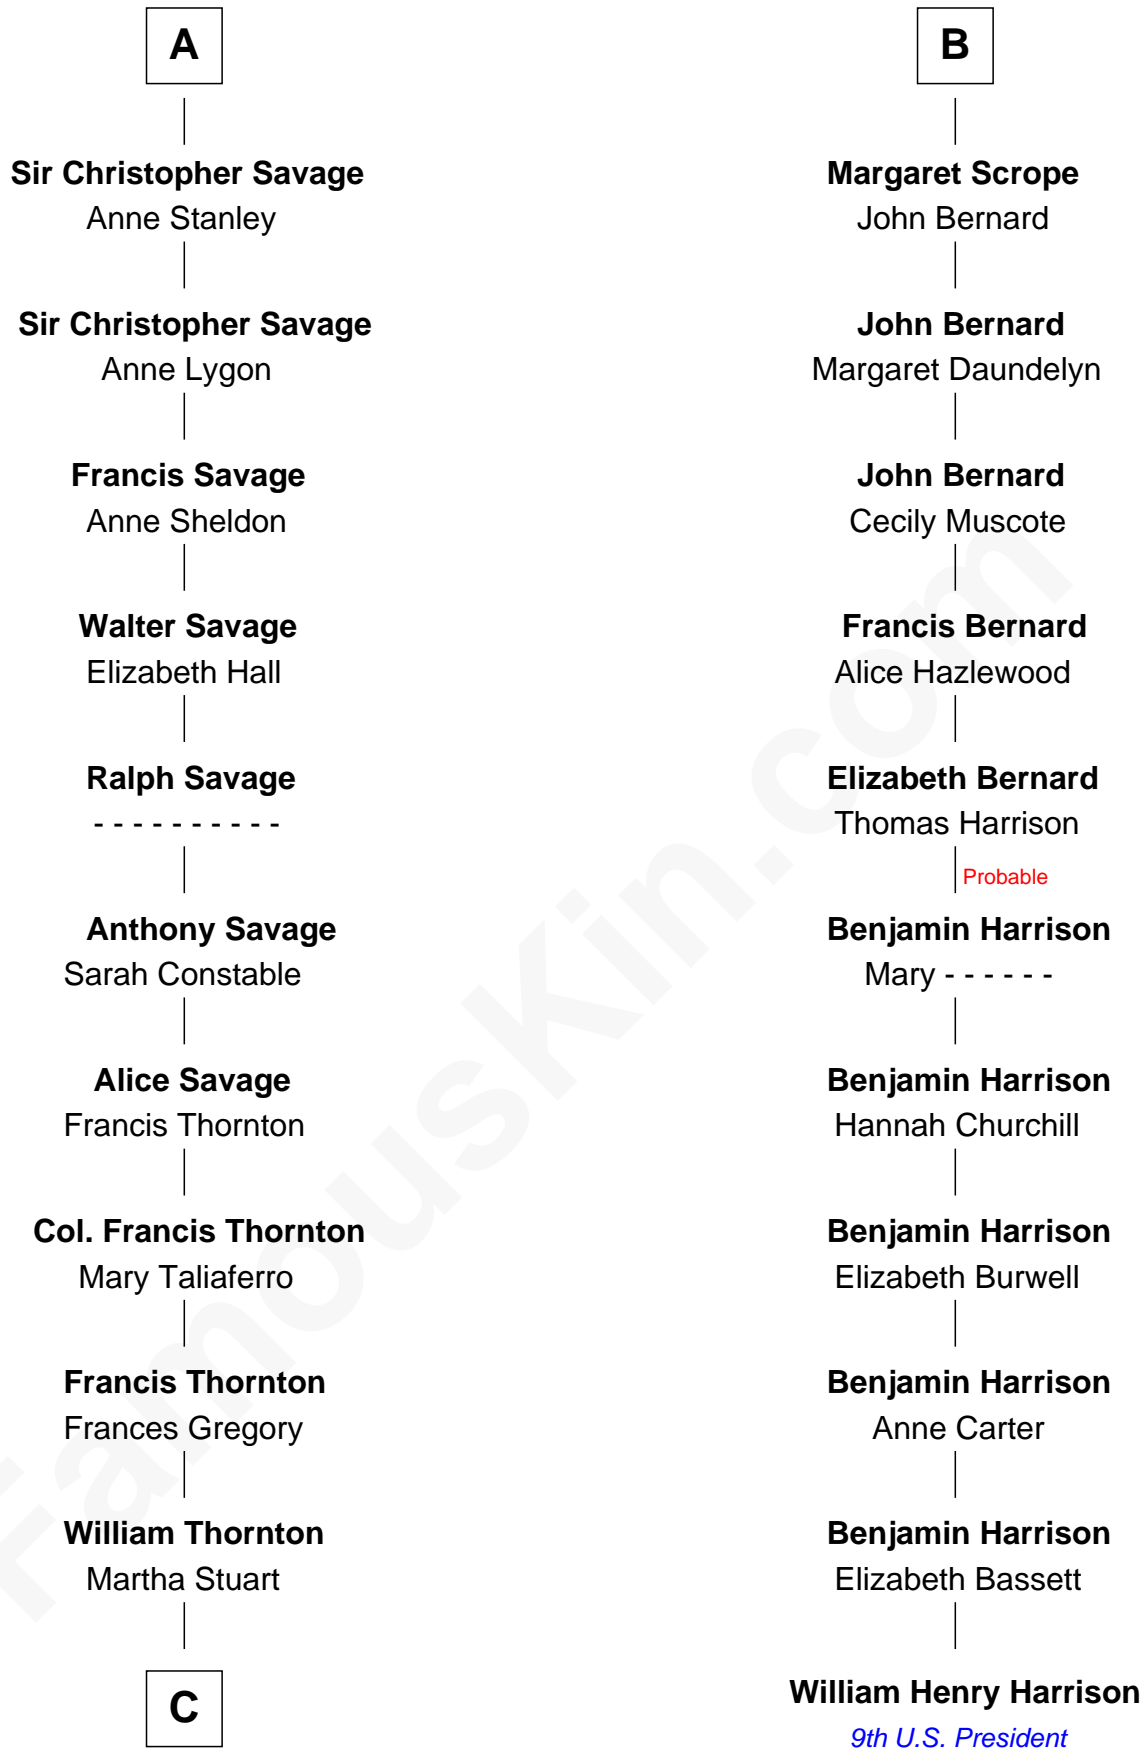 A
Sir Christopher Savage
Anne Stanley
Sir Christopher Savage
Anne Lygon
Francis Savage
Anne Sheldon
Walter Savage
Elizabeth Hall
Ralph Savage
- - - - - - - - - -
Anthony Savage
Sarah Constable
Alice Savage
Francis Thornton
Col. Francis Thornton
Mary Taliaferro
Francis Thornton
Frances Gregory
William Thornton
Martha Stuart
C
B
Margaret Scrope
John Bernard
John Bernard
Margaret Daundelyn
John Bernard
Cecily Muscote
Francis Bernard
Alice Hazlewood
Elizabeth Bernard
Thomas Harrison
Probable
Benjamin Harrison
Mary - - - - - -
Benjamin Harrison
Hannah Churchill
Benjamin Harrison
Elizabeth Burwell
Benjamin Harrison
Anne Carter
Benjamin Harrison
Elizabeth Bassett
William Henry Harrison
9th U.S. President
FamousKin.com